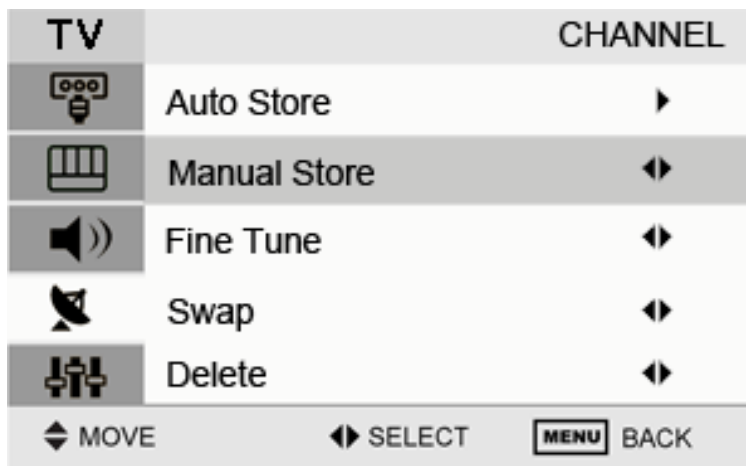 TV CHANNEL
Auto Store
Manual Store
Fine Tune
Swap
Delete
MOVE SELECT MENU BACK